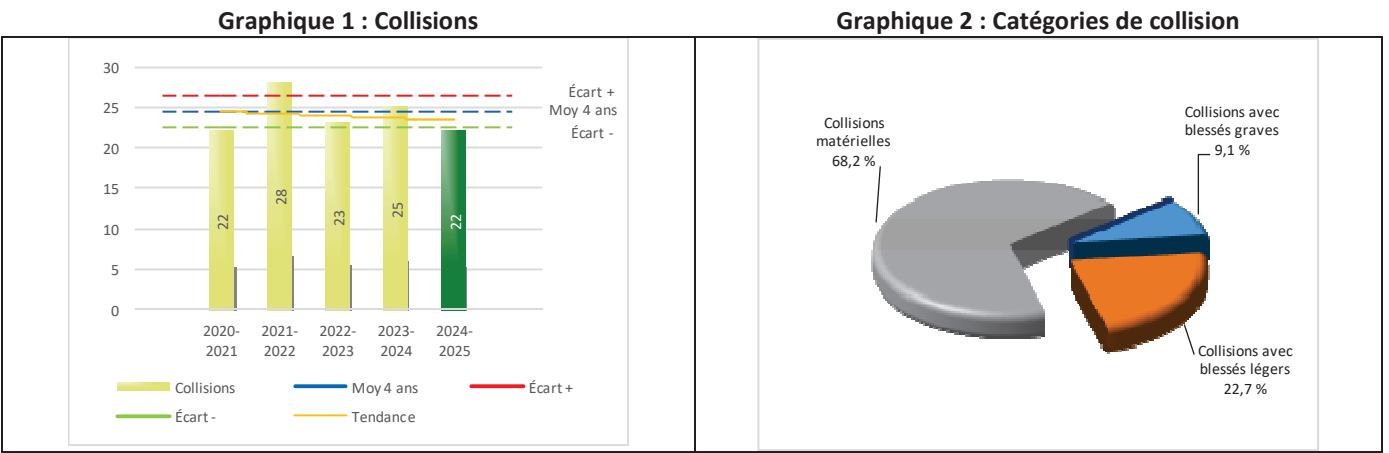 Graphique 1 : Collisions
30
25
20
15
10
5
0
Écart +
Moy 4 ans
Écart -
22
28
23
25
22
2020-
2021
2021-
2022
2022-
2023
2023-
2024
2024-
2025
Collisions
Moy 4 ans
Écart +
Écart -
Tendance
Graphique 2 : Catégories de collision
Collisions
matérielles
68,2 %
Collisions avec
blessés graves
9,1 %
Collisions avec
blessés légers
22,7 %